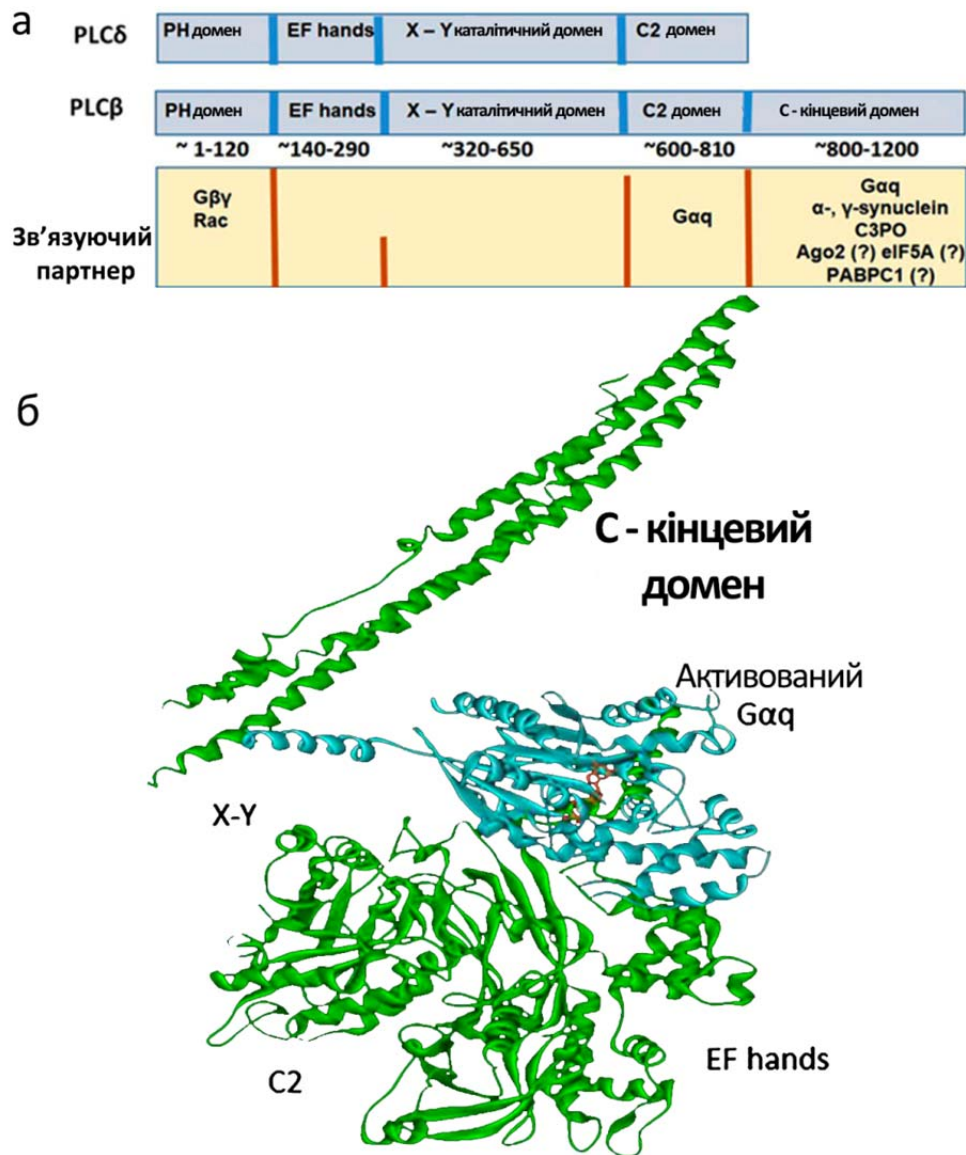 а
PLCδ PH домен EF hands X – Y каталітичний домен C2 домен
PLCβ PH домен EF hands X – Y каталітичний домен C2 домен С - кінцевий домен
~ 1-120 ~140-290 ~320-650 ~600-810 ~800-1200
Зв’язуючий
партнер
Gβγ
Rac
Gαq
Gαq
α-, γ-synuclein
C3PO
Ago2 (?) eIF5A (?)
PABPC1 (?)
б
С - кінцевий
домен
Активований
Gαq
X-Y
C2
EF hands